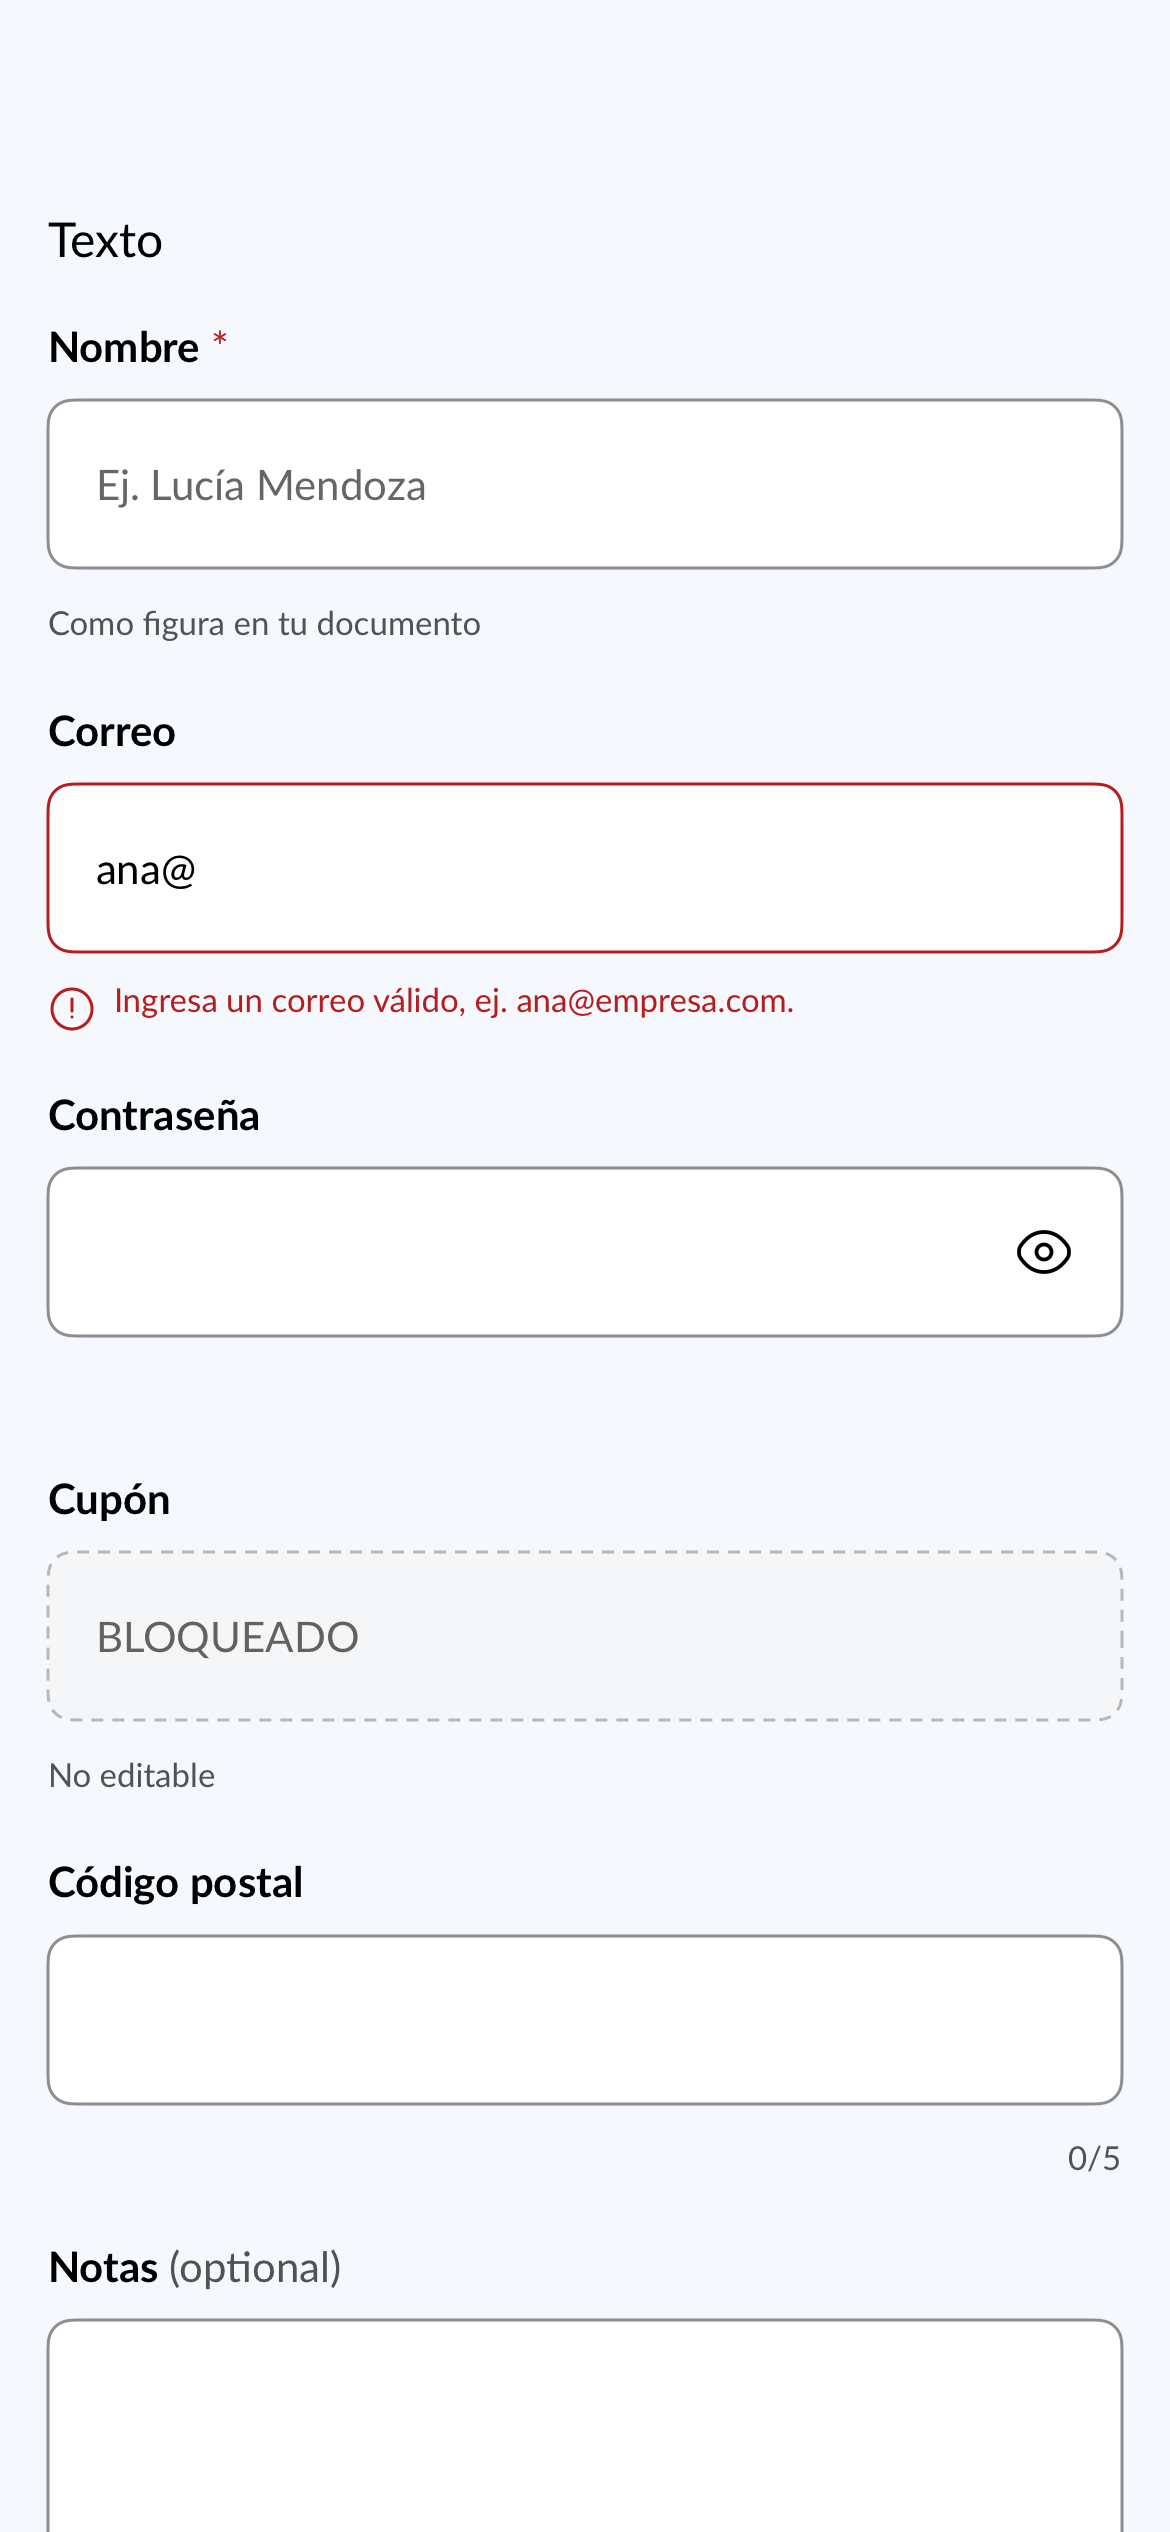 Texto
Nombre *
Ej. Lucía Mendoza
Como figura en tu documento
Correo
ana@
Ingresa un correo válido, ej. ana@empresa.com.
Contraseña
Cupón
BLOQUEADO
No editable
Código postal
0/5
Notas (optional)